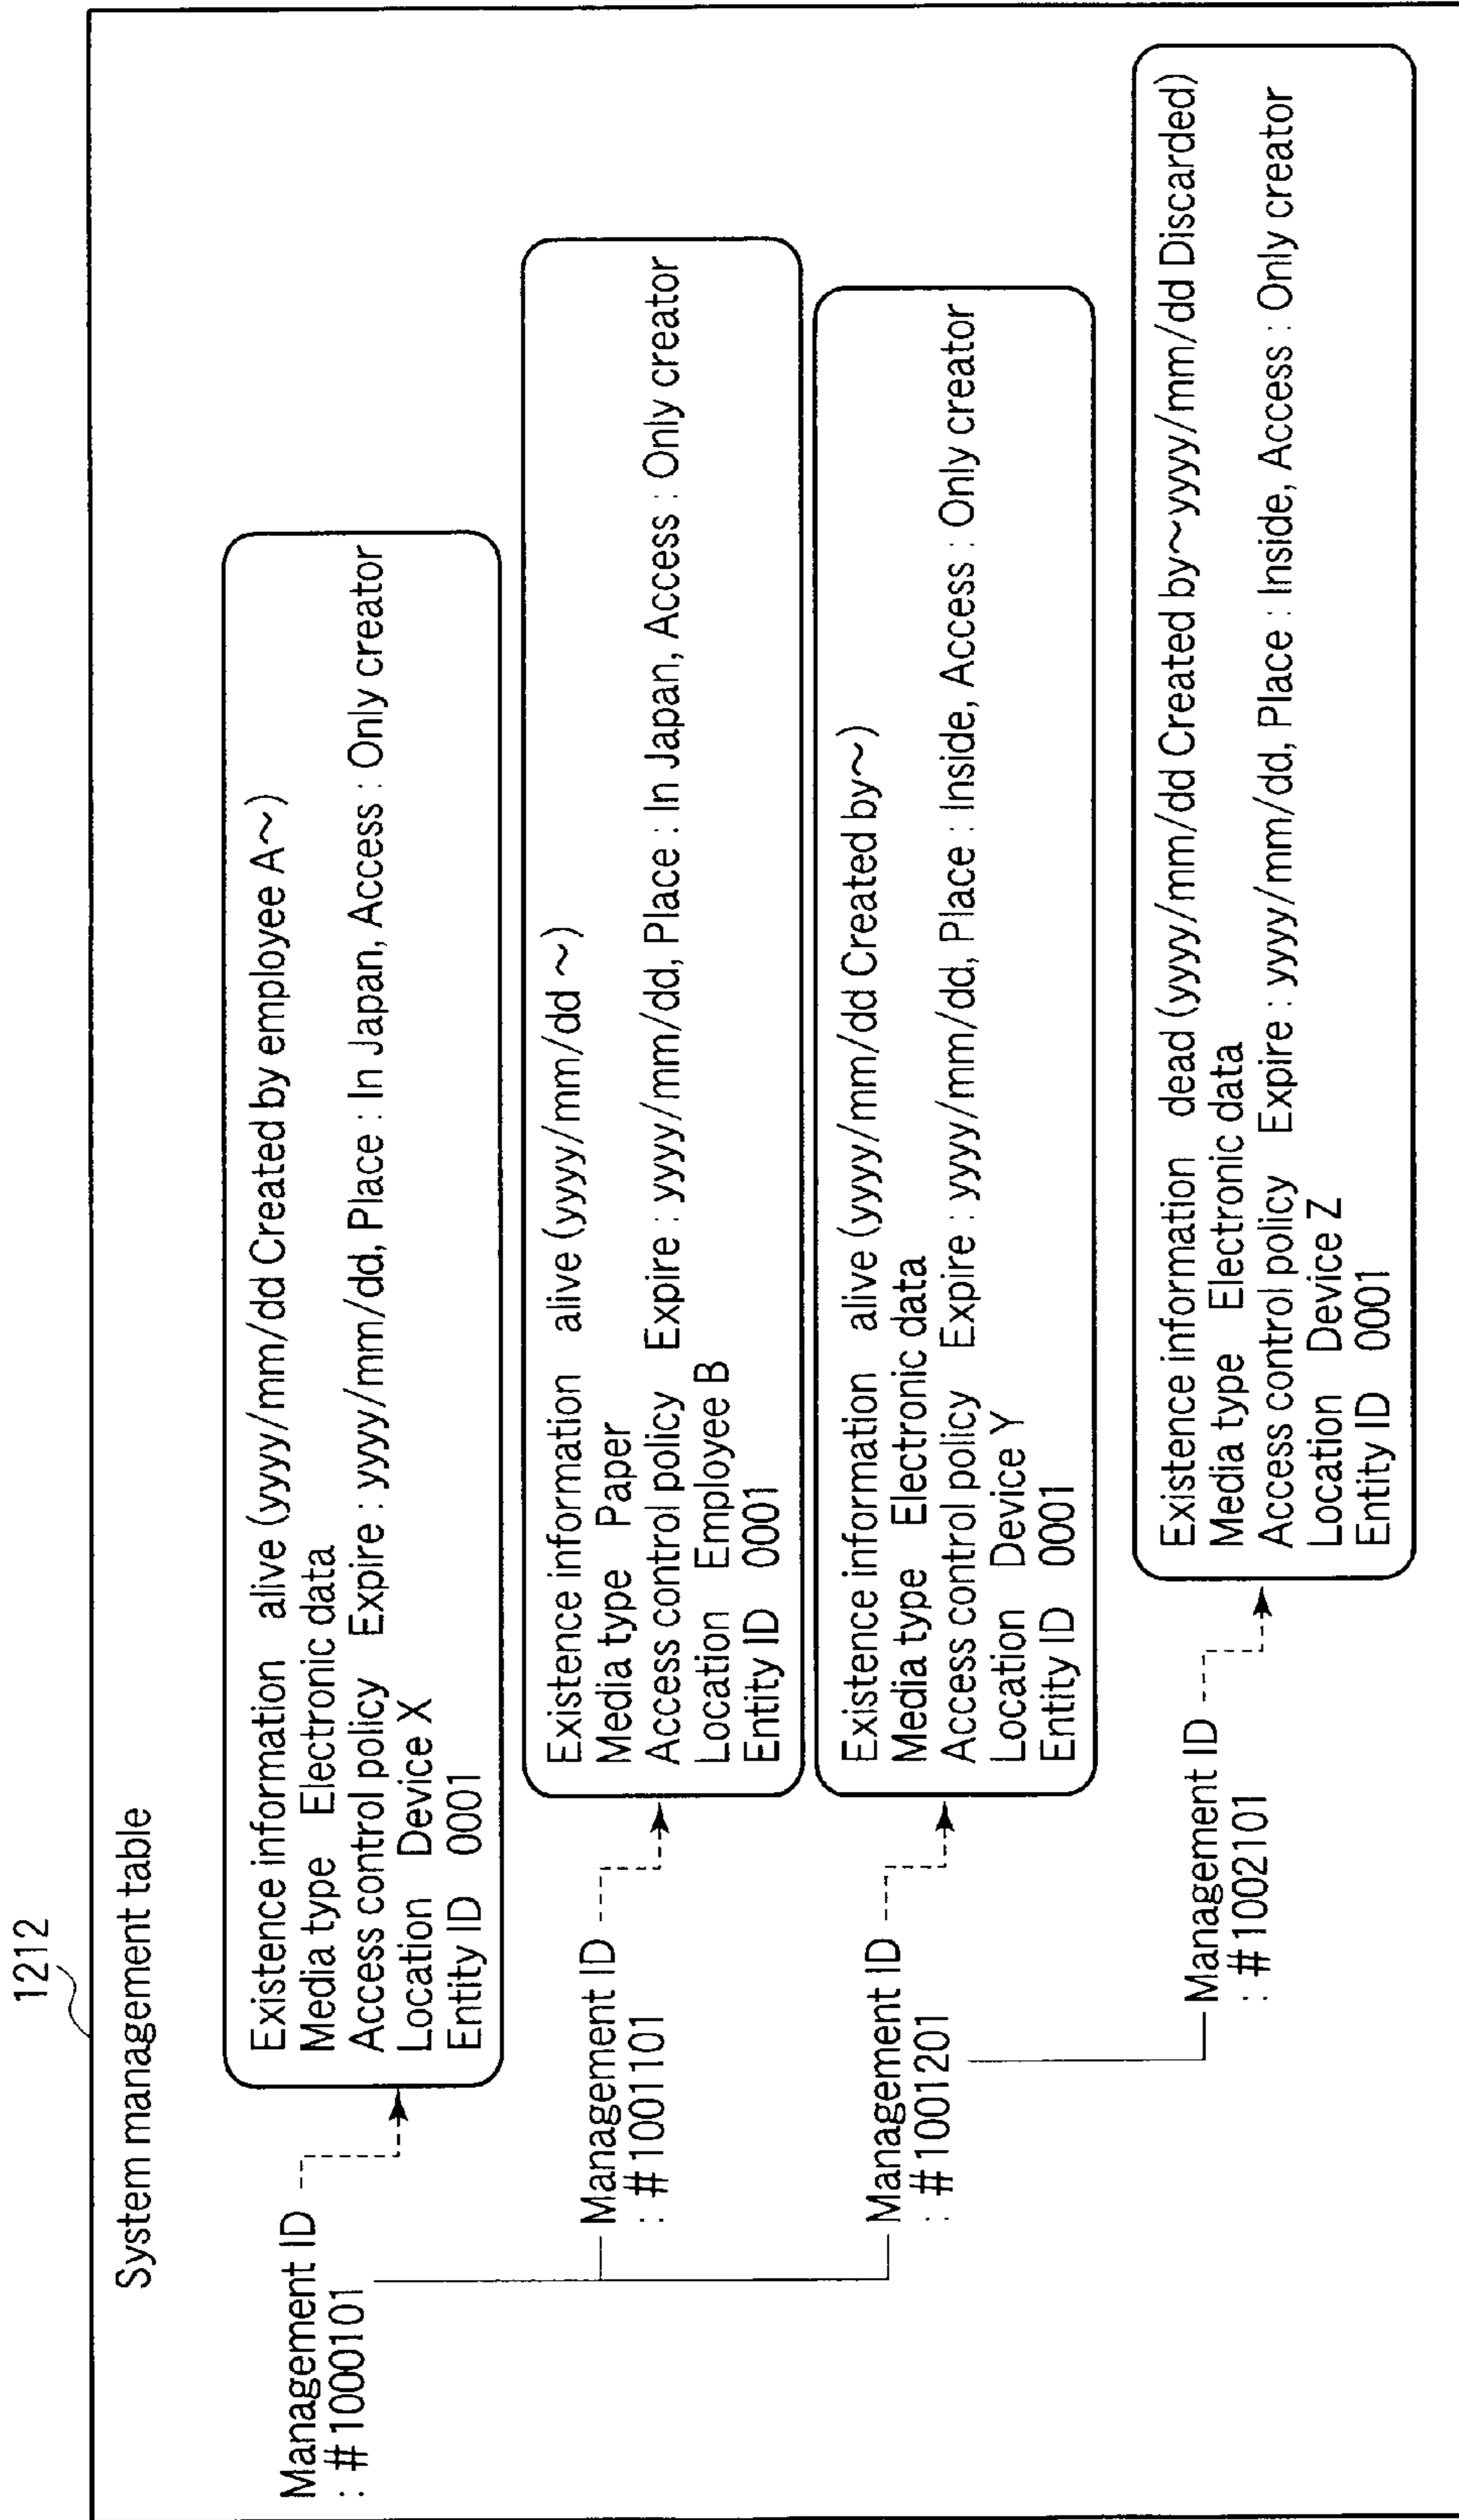 1212
System management table
Management ID
: #1000101
Existence information alive (yyyy/mm/dd Created by employee A~)
Media type Electronic data
Access control policy Expire : yyyy/mm/dd, Place : In Japan, Access : Only creator
Location Device X
Entity ID 0001
Management ID
: #1001101
Existence information alive (yyyy/mm/dd ~)
Media type Paper
Access control policy Expire : yyyy/mm/dd, Place : In Japan, Access : Only creator
Location Employee B
Entity ID 0001
Management ID
: #1001201
Existence information alive (yyyy/mm/dd Created by~)
Media type Electronic data
Access control policy Expire : yyyy/mm/dd, Place : Inside, Access : Only creator
Location Device Y
Entity ID 0001
Management ID
: #1002101
Existence information dead (yyyy/mm/dd Created by~yyyy/mm/dd Discarded)
Media type Electronic data
Access control policy Expire : yyyy/mm/dd, Place : Inside, Access : Only creator
Location Device Z
Entity ID 0001